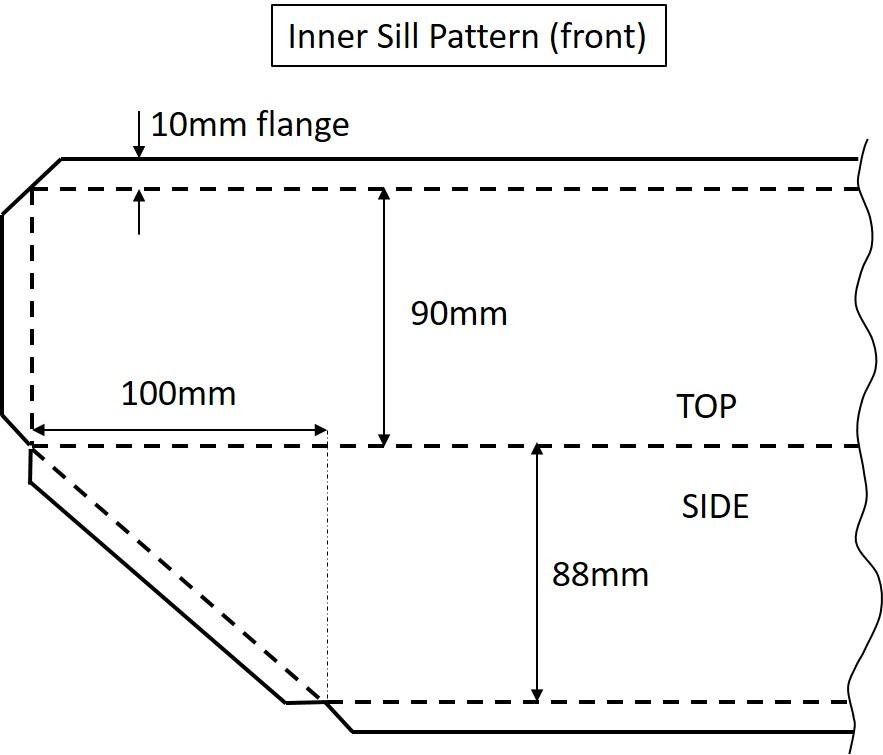 Inner Sill Pattern (front)
10mm flange
90mm
100mm
TOP
SIDE
88mm